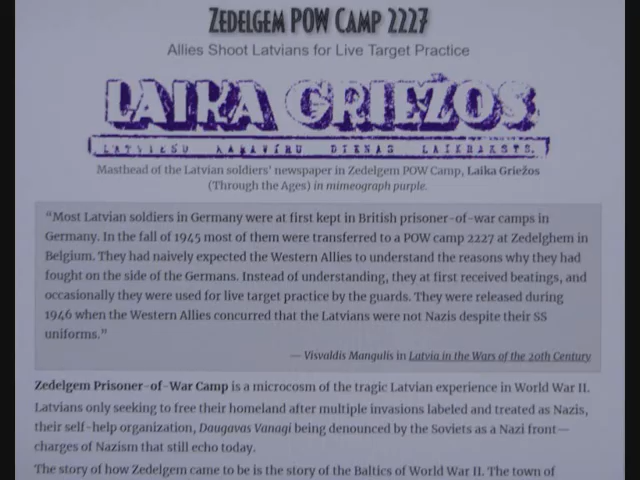 ZEDELGEM POW CAMP 2227
Allies Shoot Latvians for Live Target Practice
LAIKA GRIEŽOS
LATVIEŠU KARAVĪRU DIENAS LAIKRAKSTS.
Masthead of the Latvian soldiers' newspaper in Zedelgem POW Camp, Laika Griežos
(Through the Ages) in mimeograph purple.
“Most Latvian soldiers in Germany were at first kept in British prisoner-of-war camps in
Germany. In the fall of 1945 most of them were transferred to a POW camp 2227 at Zedelghem in
Belgium. They had naively expected the Western Allies to understand the reasons why they had
fought on the side of the Germans. Instead of understanding, they at first received beatings, and
occasionally they were used for live target practice by the guards. They were released during
1946 when the Western Allies concurred that the Latvians were not Nazis despite their SS
uniforms.”
— Visvaldis Mangulis in Latvia in the Wars of the 20th Century
Zedelgem Prisoner-of-War Camp is a microcosm of the tragic Latvian experience in World War II.
Latvians only seeking to free their homeland after multiple invasions labeled and treated as Nazis,
their self-help organization, Daugavas Vanagi being denounced by the Soviets as a Nazi front—
charges of Nazism that still echo today.
The story of how Zedelgem came to be is the story of the Baltics of World War II. The town of